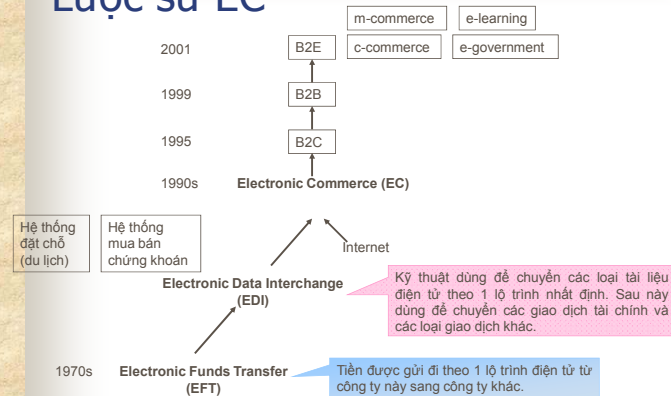 Lược sử EC
m-commerce
e-learning
2001
B2E
c-commerce
e-government
1999
B2B
1995
B2C
1990s
Electronic Commerce (EC)
Hệ thống
đặt chỗ
(du lịch)
Hệ thống
mua bán
chứng khoán
Internet
Electronic Data Interchange
(EDI)
Kỹ thuật dùng để chuyển các loại tài liệu
điện tử theo 1 lộ trình nhất định. Sau này
dùng để chuyển các giao dịch tài chính và
các loại giao dịch khác.
1970s
Electronic Funds Transfer
(EFT)
Tiền được gửi đi theo 1 lộ trình điện tử từ
công ty này sang công ty khác.